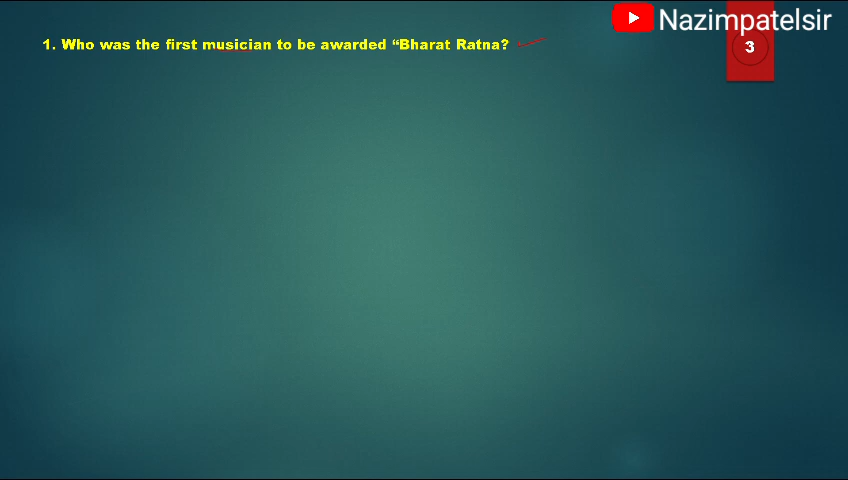 Nazimpatelsir
1. Who was the first musician to be awarded “Bharat Ratna?
3